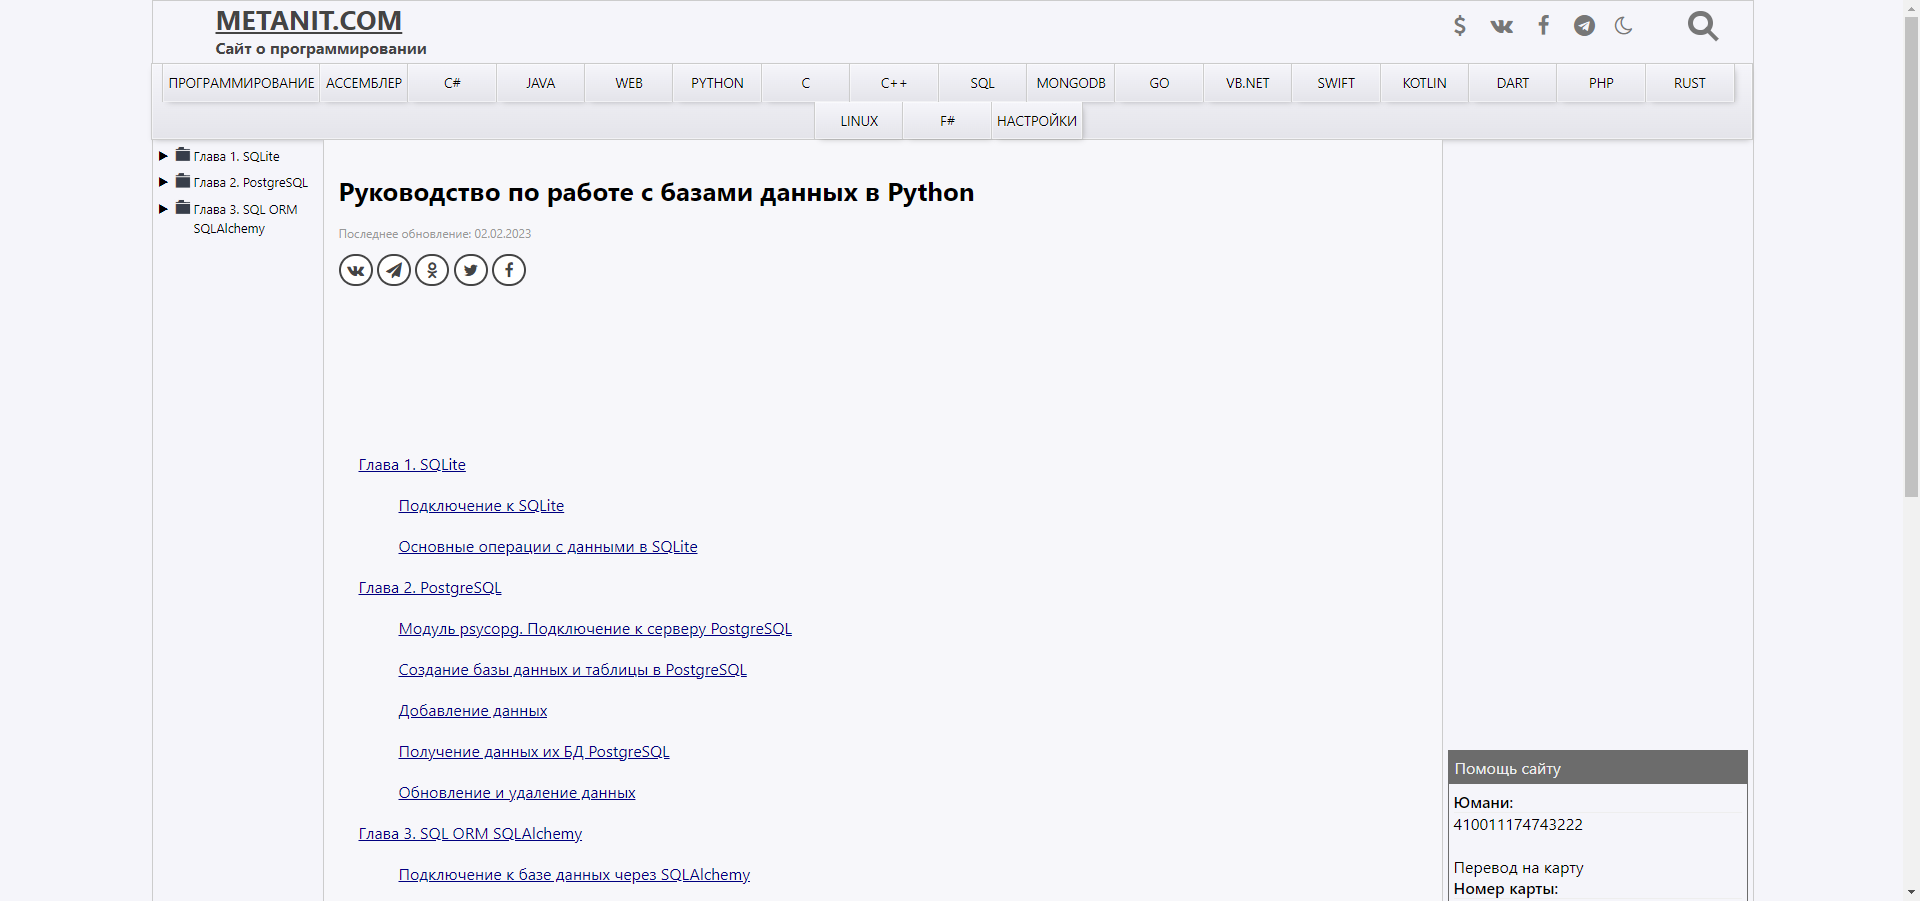 METANIT.COM
Сайт о программировании
ПРОГРАММИРОВАНИЕ АССЕМБЛЕР C# JAVA WEB PYTHON C C++ SQL MONGODB GO VB.NET SWIFT KOTLIN DART PHP RUST
LINUX F# НАСТРОЙКИ
Глава 1. SQLite
Глава 2. PostgreSQL
Глава 3. SQL ORM
SQLAlchemy
Руководство по работе с базами данных в Python
Последнее обновление: 02.02.2023
Глава 1. SQLite
Подключение к SQLite
Основные операции с данными в SQLite
Глава 2. PostgreSQL
Модуль psycopg. Подключение к серверу PostgreSQL
Создание базы данных и таблицы в PostgreSQL
Добавление данных
Получение данных их БД PostgreSQL
Обновление и удаление данных
Глава 3. SQL ORM SQLAlchemy
Подключение к базе данных через SQLAlchemy
Помощь сайту
Юмани:
410011174743222
Перевод на карту
Номер карты: